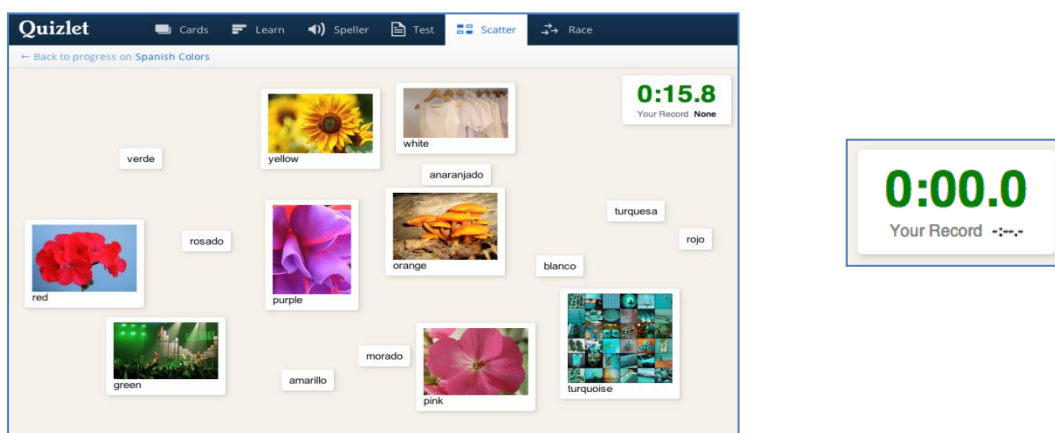 Quizlet
Cards
Learn
Speller
Test
Scatter
Race
← Back to progress on Spanish Colors
0:15.8
Your Record None
white
yellow
verde
anaranjado
turquesa
rosado
rojo
orange
blanco
red
purple
morado
green
amarillo
turquoise
pink
0:00.0
Your Record -:--.-